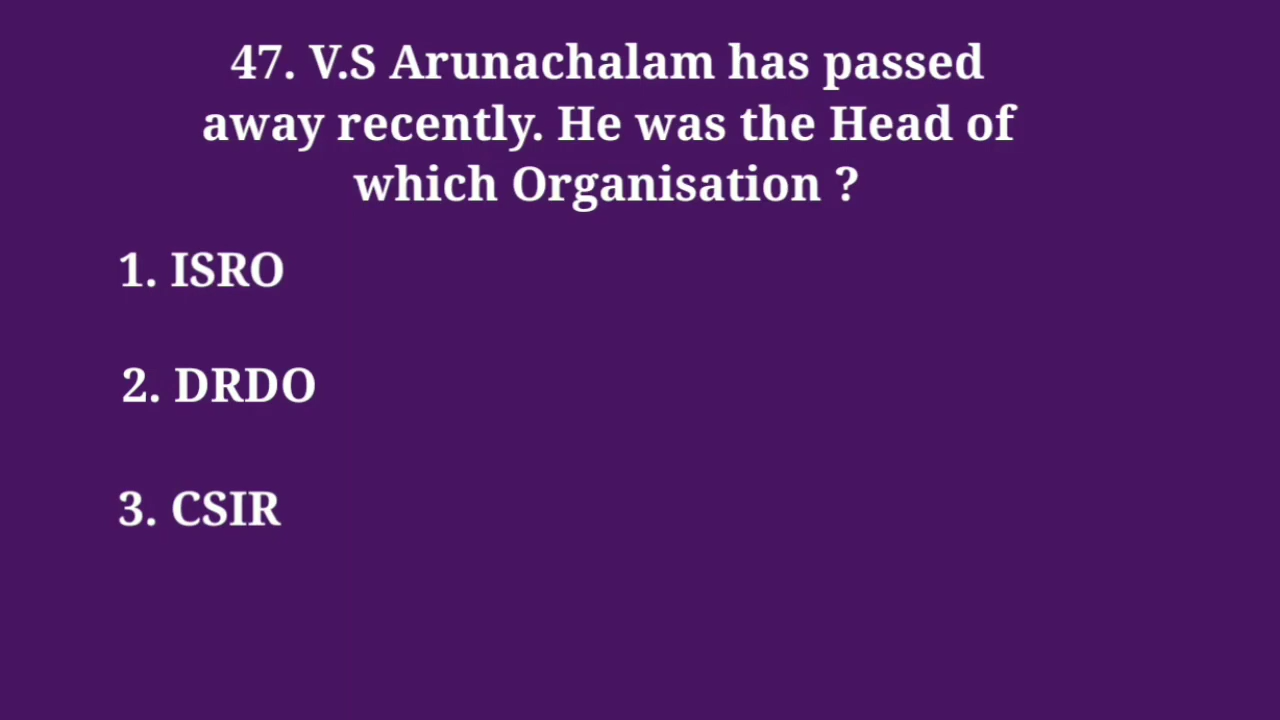 47. V.S Arunachalam has passed
away recently. He was the Head of
which Organisation ?
1. ISRO
2. DRDO
3. CSIR